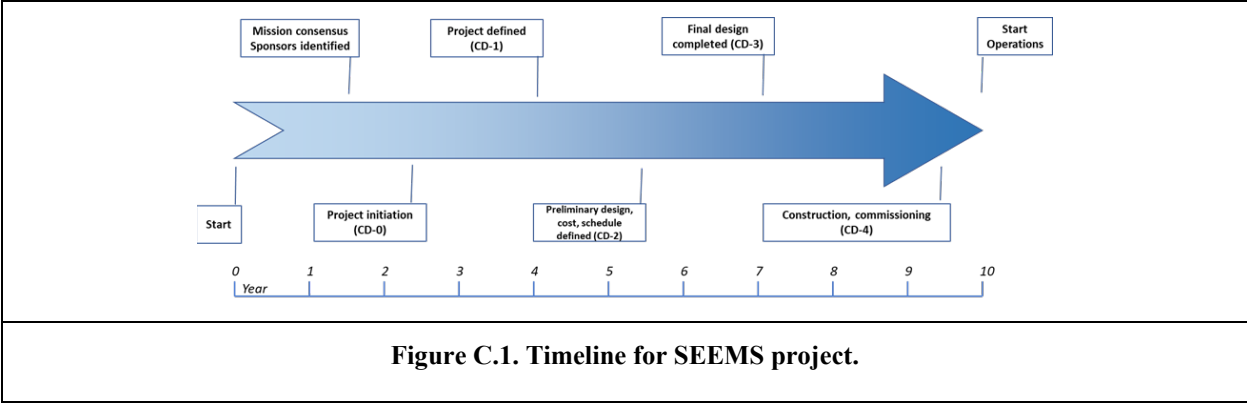 Mission consensus
Sponsors identified
Project defined
(CD-1)
Final design
completed (CD-3)
Start
Operations
Start
Project initiation
(CD-0)
Preliminary design,
cost, schedule
defined (CD-2)
Construction, commissioning
(CD-4)
0 1 2 3 4 5 6 7 8 9 10
Year
Figure C.1. Timeline for SEEMS project.